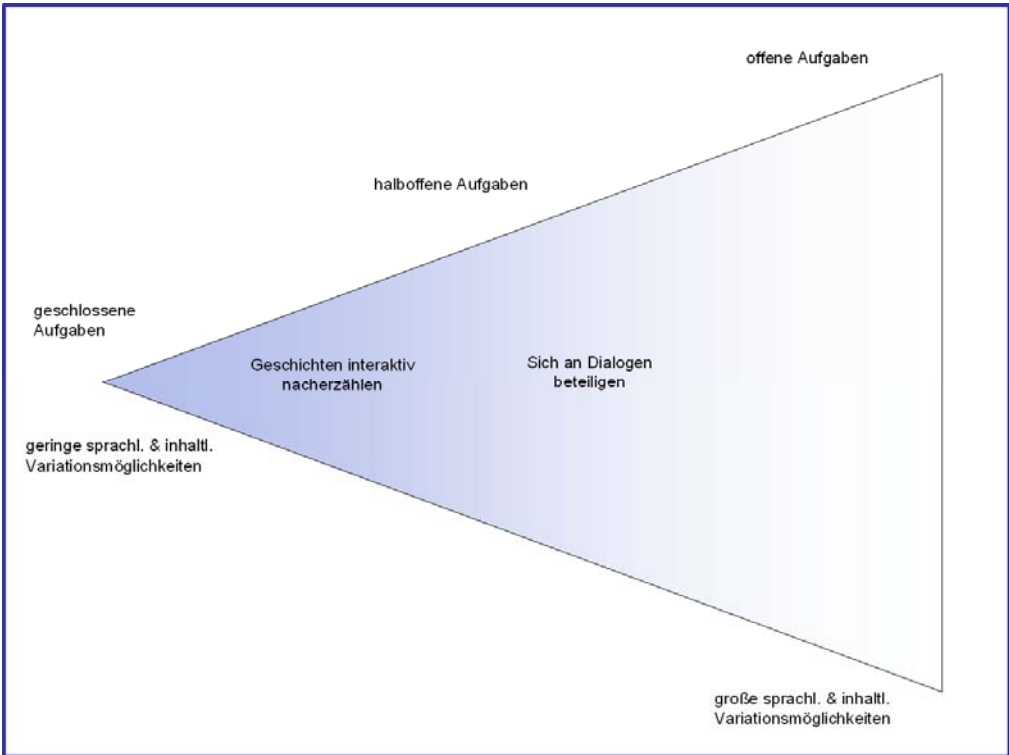 offene Aufgaben
halboffene Aufgaben
geschlossene
Aufgaben
Geschichten interaktiv
nacherzählen
Sich an Dialogen
beteiligen
geringe sprachl. & inhaltl.
Variationsmöglichkeiten
große sprachl. & inhaltl.
Variationsmöglichkeiten